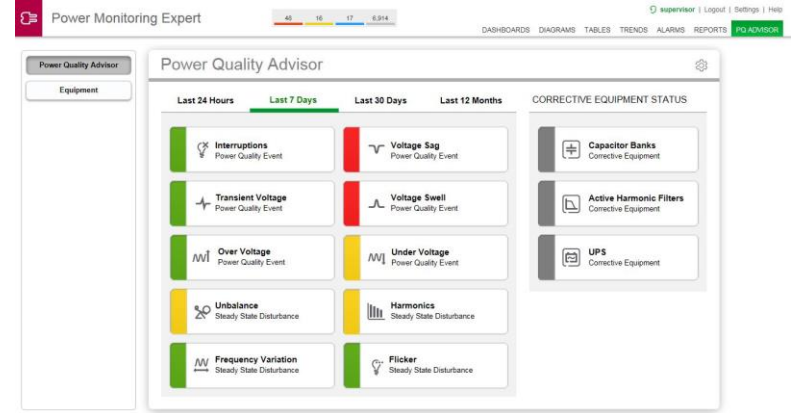 Power Monitoring Expert
48 16 17 6,914
supervisor | Logout | Settings | Help
DASHBOARDS DIAGRAMS TABLES TRENDS ALARMS REPORTS PQ ADVISOR
Power Quality Advisor
Equipment
Power Quality Advisor
Last 24 Hours Last 7 Days Last 30 Days Last 12 Months
CORRECTIVE EQUIPMENT STATUS
Interruptions
Power Quality Event
Voltage Sag
Power Quality Event
Capacitor Banks
Corrective Equipment
Transient Voltage
Power Quality Event
Voltage Swell
Power Quality Event
Active Harmonic Filters
Corrective Equipment
Over Voltage
Power Quality Event
Under Voltage
Power Quality Event
UPS
Corrective Equipment
Unbalance
Steady State Disturbance
Harmonics
Steady State Disturbance
Frequency Variation
Steady State Disturbance
Flicker
Steady State Disturbance